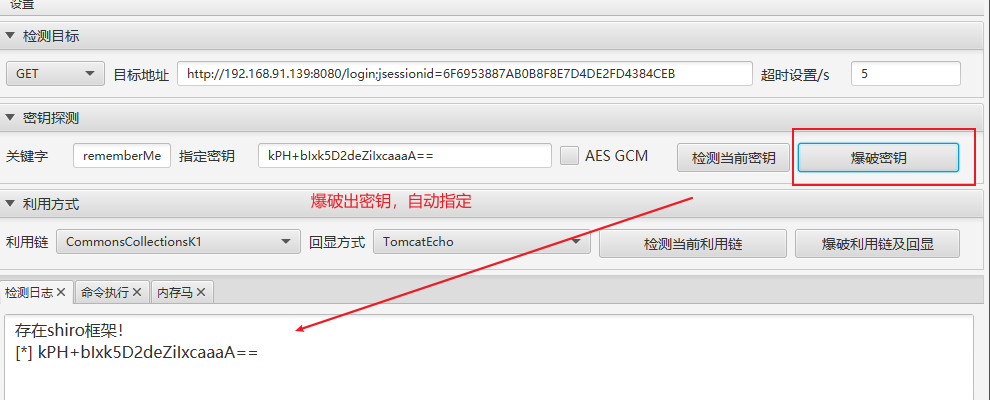 设置
检测目标
GET 目标地址 http://192.168.91.139:8080/login;jsessionid=6F6953887AB0B8F8E7D4DE2FD4384CEB 超时设置/s 5
密钥探测
关键字 rememberMe 指定密钥 kPH+bIxk5D2deZiIxcaaaA== AES GCM 检测当前密钥 爆破密钥
爆破出密钥，自动指定
利用方式
利用链 CommonsCollectionsK1 回显方式 TomcatEcho 检测当前利用链 爆破利用链及回显
检测日志 命令执行 内存马
存在shiro框架！
[*] kPH+bIxk5D2deZiIxcaaaA==